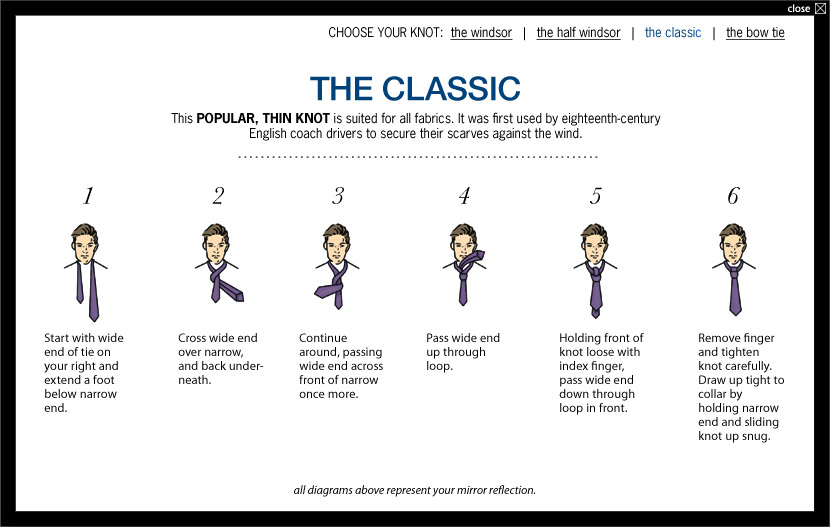 close
CHOOSE YOUR KNOT: the windsor | the half windsor | the classic | the bow tie
THE CLASSIC
This POPULAR, THIN KNOT is suited for all fabrics. It was first used by eighteenth-century
English coach drivers to secure their scarves against the wind.
1
Start with wide
end of tie on
your right and
extend a foot
below narrow
end.
2
Cross wide end
over narrow,
and back under-
neath.
3
Continue
around, passing
wide end across
front of narrow
once more.
4
Pass wide end
up through
loop.
5
Holding front of
knot loose with
index finger,
pass wide end
down through
loop in front.
6
Remove finger
and tighten
knot carefully.
Draw up tight to
collar by
holding narrow
end and sliding
knot up snug.
all diagrams above represent your mirror reflection.